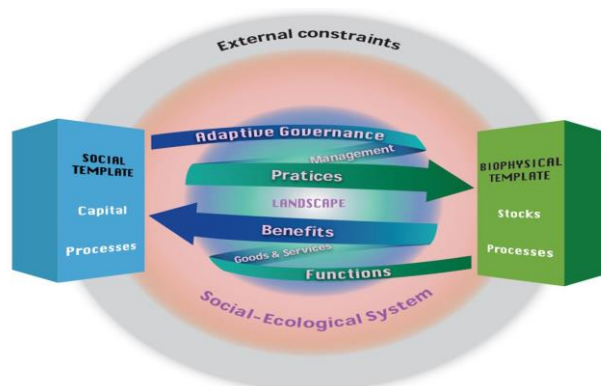 External constraints
Adaptive Governance
Management
Pratices
LANDSCAPE
Benefits
Goods & Services
Functions
Social-Ecological System
SOCIAL
TEMPLATE
Capital
Processes
BIOPHYSICAL
TEMPLATE
Stocks
Processes